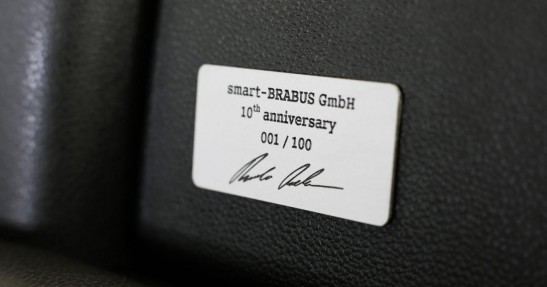 smart-BRABUS GmbH
10th anniversary
001 / 100